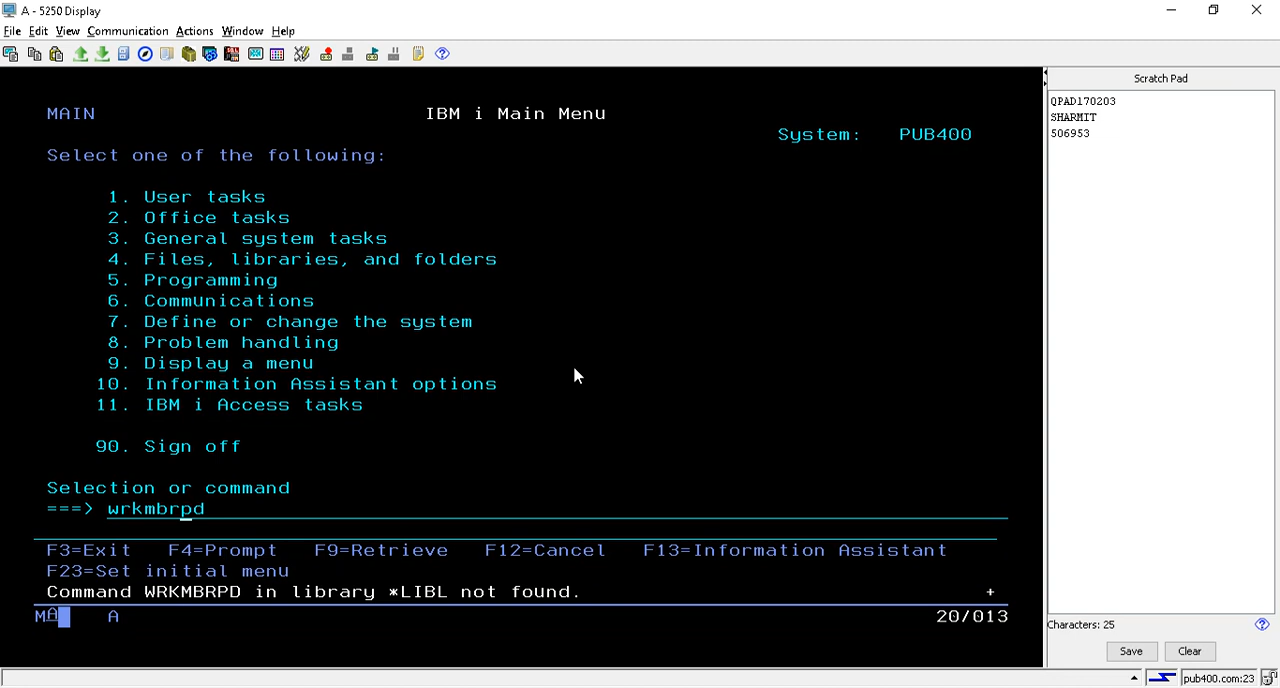 A - 5250 Display
File Edit View Communication Actions Window Help
MAIN IBM i Main Menu
System: PUB400
Select one of the following:
1. User tasks
2. Office tasks
3. General system tasks
4. Files, libraries, and folders
5. Programming
6. Communications
7. Define or change the system
8. Problem handling
9. Display a menu
10. Information Assistant options
11. IBM i Access tasks
90. Sign off
Selection or command
===> wrkmbrpd
F3=Exit F4=Prompt F9=Retrieve F12=Cancel F13=Information Assistant
F23=Set initial menu
Command WRKMBRPD in library *LIBL not found. +
MA A 20/013
Scratch Pad
QPAD170203
SHARMIT
506953
Characters: 25
Save Clear
pub400.com:23